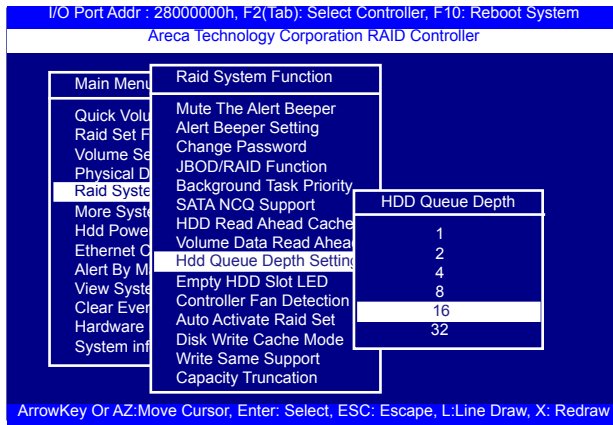 I/O Port Addr : 28000000h, F2(Tab): Select Controller, F10: Reboot System
Areca Technology Corporation RAID Controller
Main Menu
Quick Volu
Raid Set F
Volume Se
Physical D
Raid Syste
More Syste
Hdd Powe
Ethernet C
Alert By M
View Syste
Clear Ever
Hardware
System inf
Raid System Function
Mute The Alert Beeper
Alert Beeper Setting
Change Password
JBOD/RAID Function
Background Task Priority
SATA NCQ Support
HDD Read Ahead Cache
Volume Data Read Ahea
Hdd Queue Depth Setting
Empty HDD Slot LED
Controller Fan Detection
Auto Activate Raid Set
Disk Write Cache Mode
Write Same Support
Capacity Truncation
HDD Queue Depth
1
2
4
8
16
32
ArrowKey Or AZ:Move Cursor, Enter: Select, ESC: Escape, L:Line Draw, X: Redraw